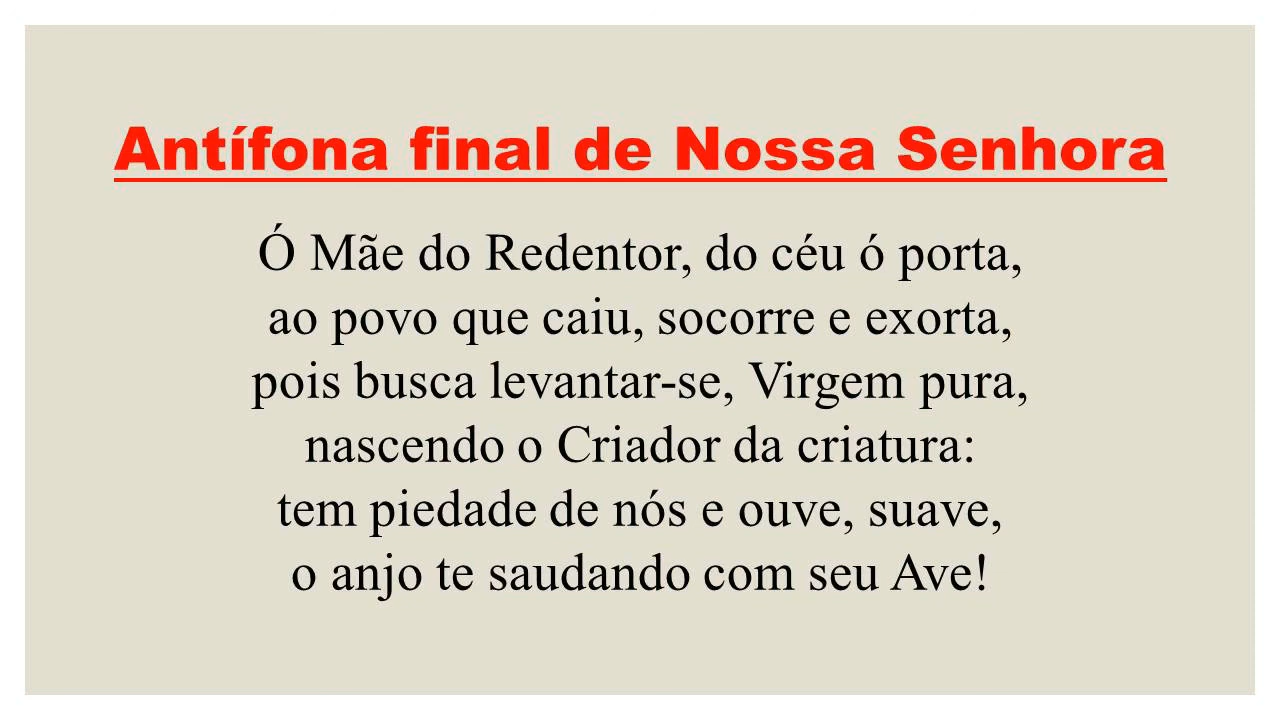 Antífona final de Nossa Senhora
Ó Mãe do Redentor, do céu ó porta,
ao povo que caiu, socorre e exorta,
pois busca levantar-se, Virgem pura,
nascendo o Criador da criatura:
tem piedade de nós e ouve, suave,
o anjo te saudando com seu Ave!